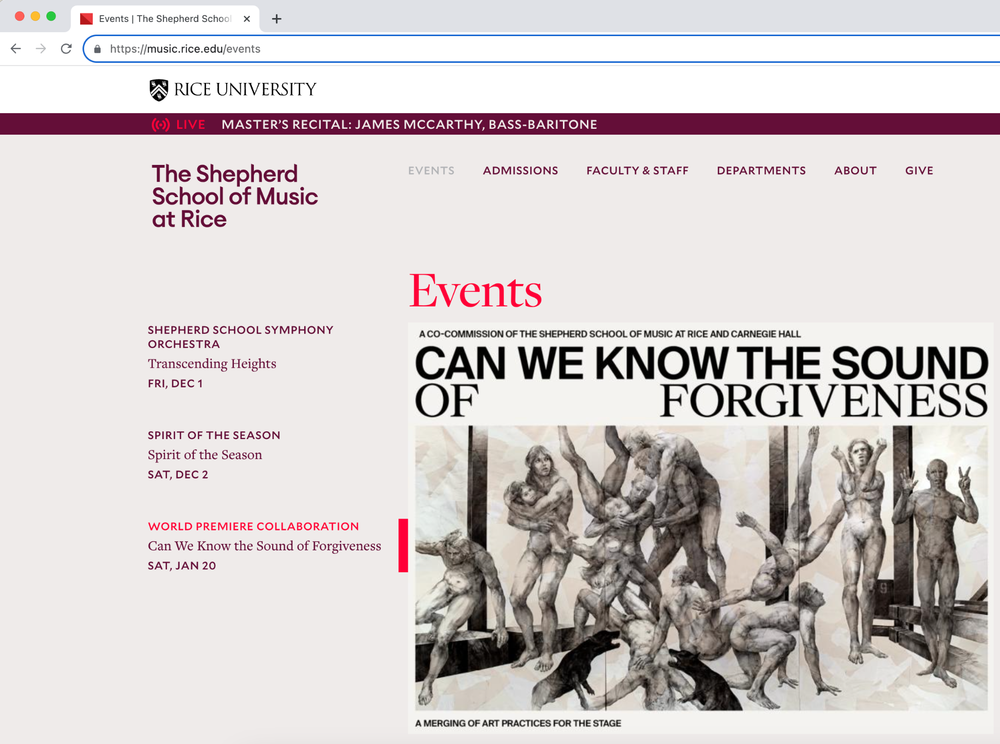 Events | The Shepherd School
https://music.rice.edu/events
RICE UNIVERSITY
LIVE MASTER'S RECITAL: JAMES MCCARTHY, BASS-BARITONE
The Shepherd
School of Music
at Rice
EVENTS ADMISSIONS FACULTY & STAFF DEPARTMENTS ABOUT GIVE
Events
SHEPHERD SCHOOL SYMPHONY
ORCHESTRA
Transcending Heights
FRI, DEC 1
SPIRIT OF THE SEASON
Spirit of the Season
SAT, DEC 2
WORLD PREMIERE COLLABORATION
Can We Know the Sound of Forgiveness
SAT, JAN 20
A CO-COMMISSION OF THE SHEPHERD SCHOOL OF MUSIC AT RICE AND CARNEGIE HALL
CAN WE KNOW THE SOUND
OF FORGIVENESS
A MERGING OF ART PRACTICES FOR THE STAGE